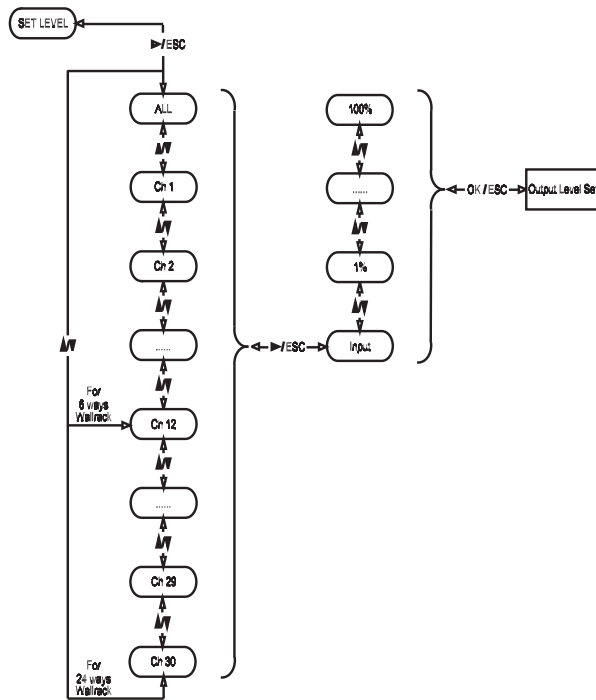 SET LEVEL
▶/ESC
ALL
▲/▼
Ch 1
▲/▼
Ch 2
▲/▼
......
▲/▼
Ch 12
▲/▼
......
▲/▼
Ch 29
▲/▼
Ch 30
▲/▼
For
6 ways
Wallrack
For
24 ways
Wallrack
▶/ESC
100%
▲/▼
......
▲/▼
1%
▲/▼
Input
OK / ESC
Output Level Set